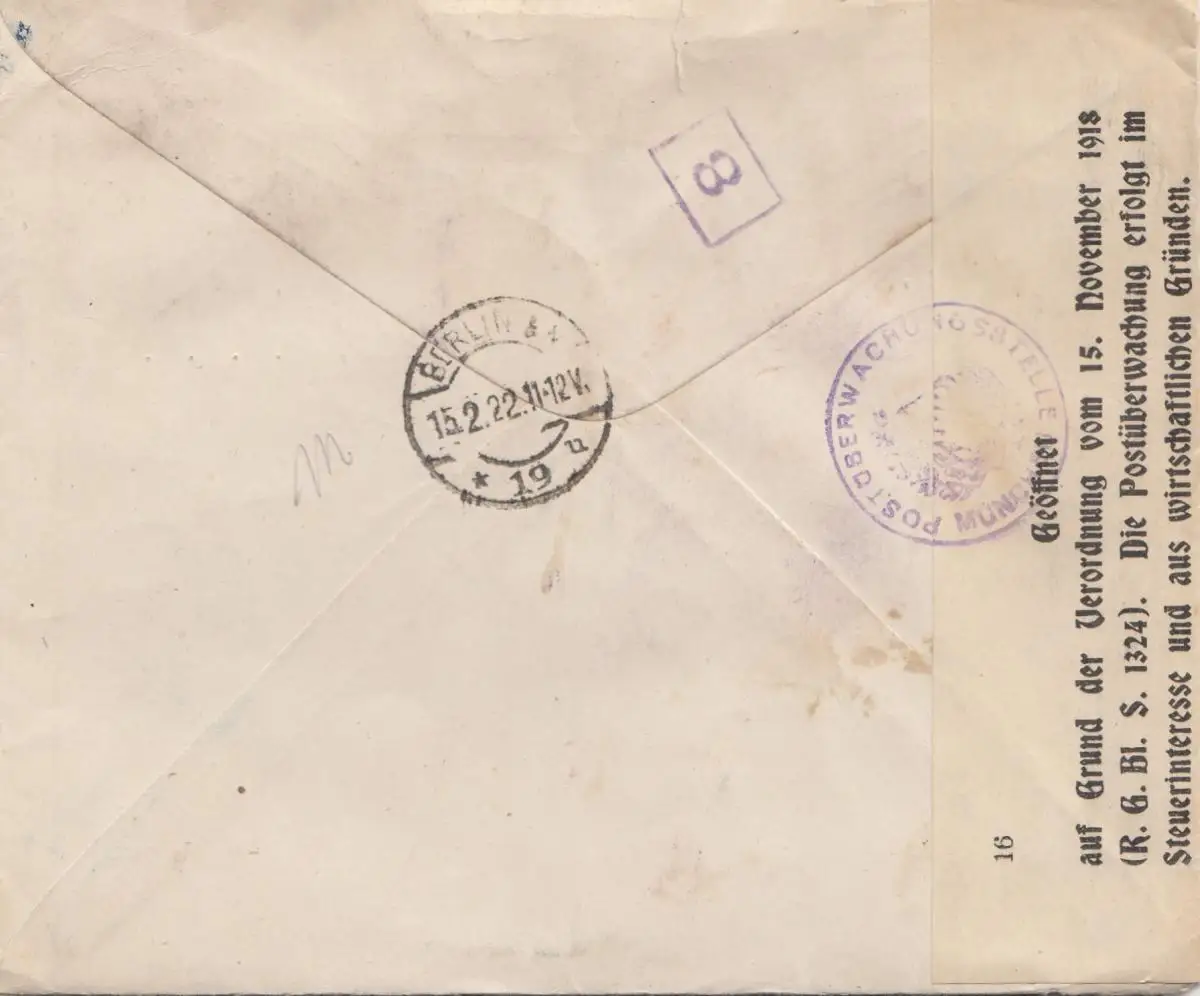 8
BERLIN
15.2.22.11-12V.
* 19 n
POSTÜBERWACHUNGSSTELLE
MÜNCHEN
Geöffnet
auf Grund der Verordnung vom 15. November 1918
(R. G. Bl. S. 1324). Die Postüberwachung erfolgt im
Steuerinteresse und aus wirtschaftlichen Gründen.
16